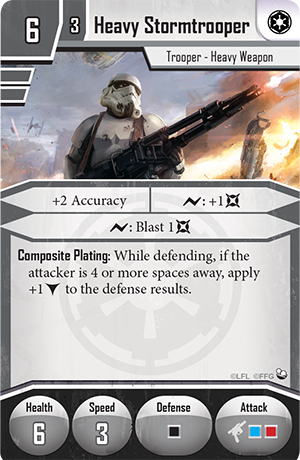 6
3
Heavy Stormtrooper
Trooper - Heavy Weapon
+2 Accuracy
: +1
: Blast 1
Composite Plating: While defending, if the
attacker is 4 or more spaces away, apply
+1 to the defense results.
©LFL ©FFG
Health
Speed
Defense
Attack
6
3